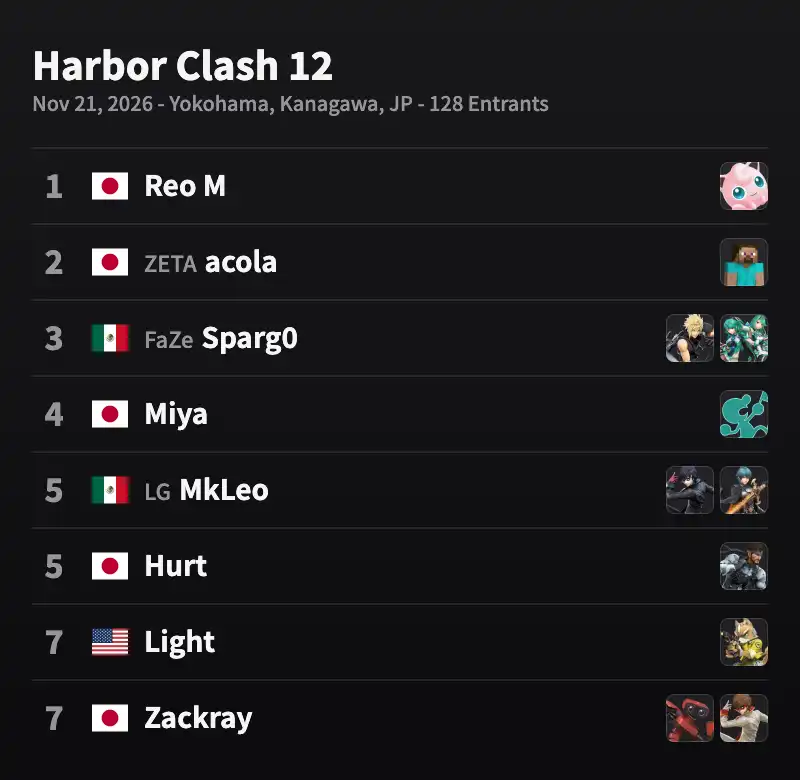 Harbor Clash 12
Nov 21, 2026 - Yokohama, Kanagawa, JP - 128 Entrants
1 Reo M
2 ZETA acola
3 FaZe Sparg0
4 Miya
5 LG MkLeo
5 Hurt
7 Light
7 Zackray